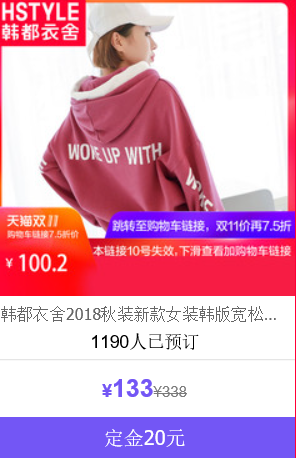 HSTYLE
韩都衣舍
WOKE UP WITH
天猫双11
购物车链接7.5折价
¥ 100.2
跳转至购物车链接，双11价再7.5折
本链接10号失效,下滑查看加购物车链接
韩都衣舍2018秋装新款女装韩版宽松...
1190人已预订
¥133¥338
定金20元